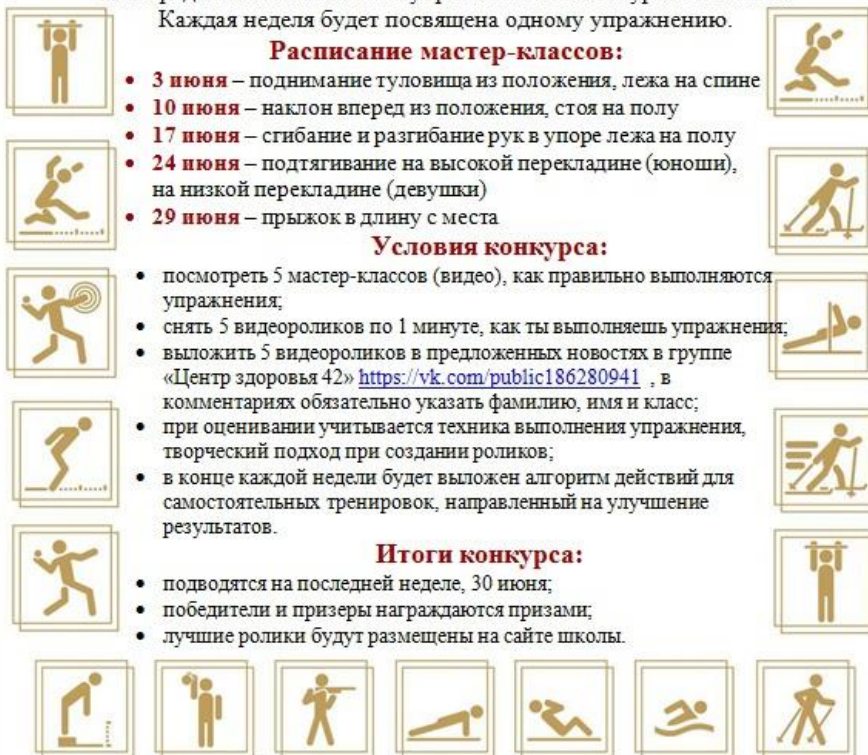 Каждая неделя будет посвящена одному упражнению.
Расписание мастер-классов:
• 3 июня – поднимание туловища из положения, лежа на спине
• 10 июня – наклон вперед из положения, стоя на полу
• 17 июня – сгибание и разгибание рук в упоре лежа на полу
• 24 июня – подтягивание на высокой перекладине (юноши),
на низкой перекладине (девушки)
• 29 июня – прыжок в длину с места
Условия конкурса:
• посмотреть 5 мастер-классов (видео), как правильно выполняются
упражнения;
• снять 5 видеороликов по 1 минуте, как ты выполняешь упражнения;
• выложить 5 видеороликов в предложенных новостях в группе
«Центр здоровья 42» https://vk.com/public186280941 , в
комментариях обязательно указать фамилию, имя и класс;
• при оценивании учитывается техника выполнения упражнения,
творческий подход при создании роликов;
• в конце каждой недели будет выложен алгоритм действий для
самостоятельных тренировок, направленный на улучшение
результатов.
Итоги конкурса:
• подводятся на последней неделе, 30 июня;
• победители и призеры награждаются призами;
• лучшие ролики будут размещены на сайте школы.